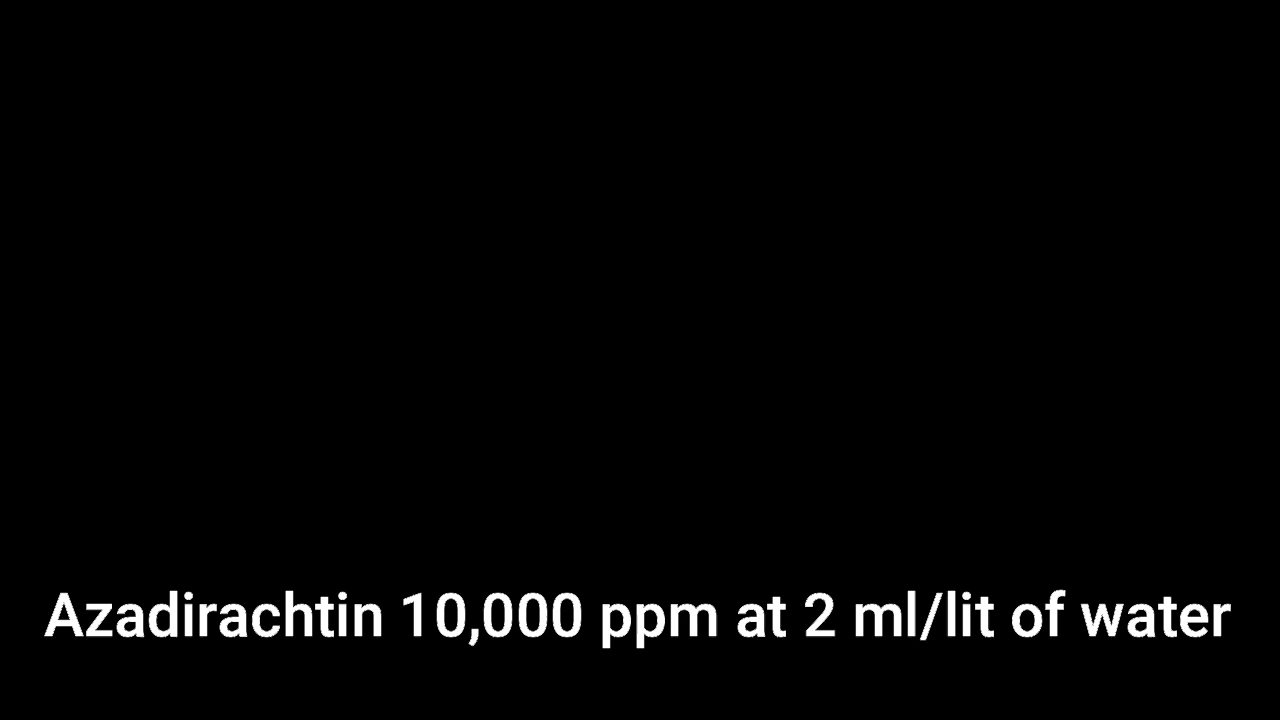 Azadirachtin 10,000 ppm at 2 ml/lit of water